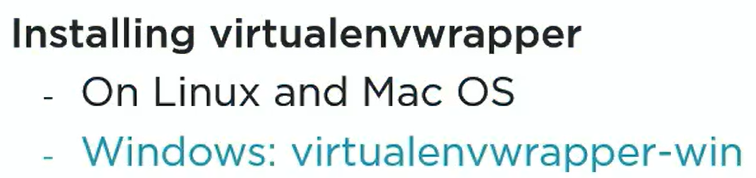 Installing virtualenvwrapper
- On Linux and Mac OS
- Windows: virtualenvwrapper-win